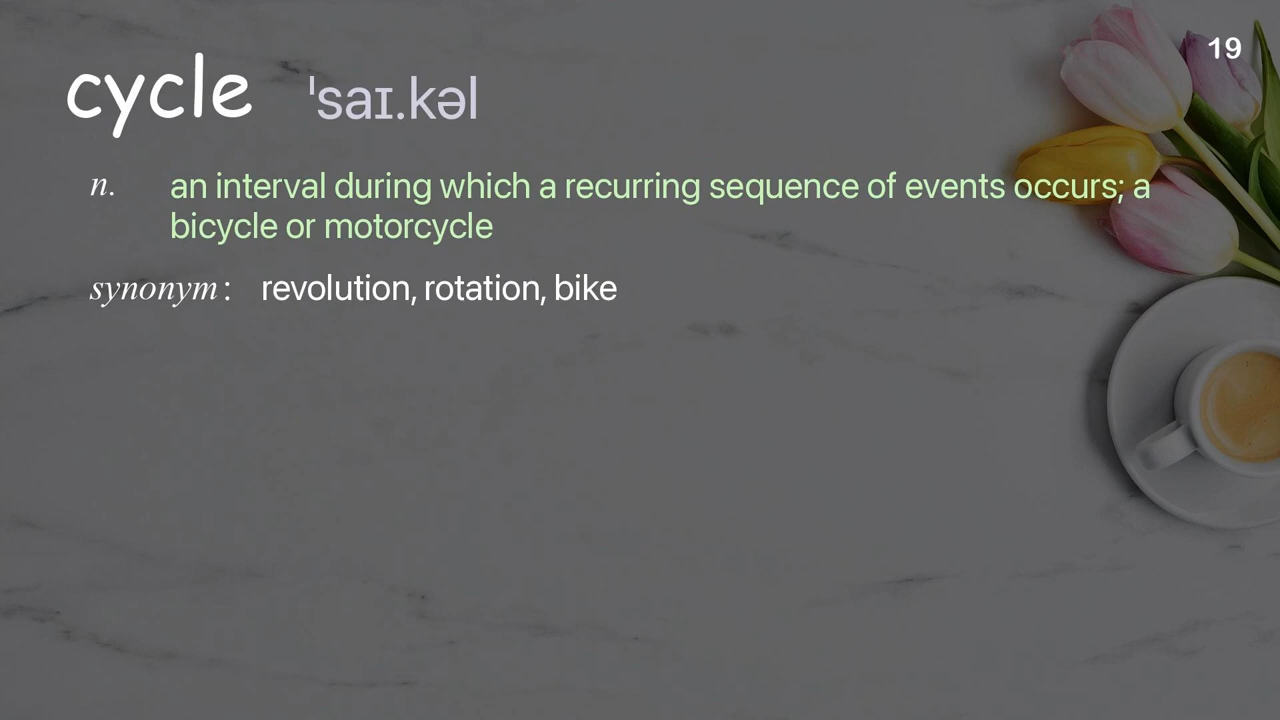 19
cycle ˈsaɪ.kəl
n. an interval during which a recurring sequence of events occurs; a
bicycle or motorcycle
synonym: revolution, rotation, bike